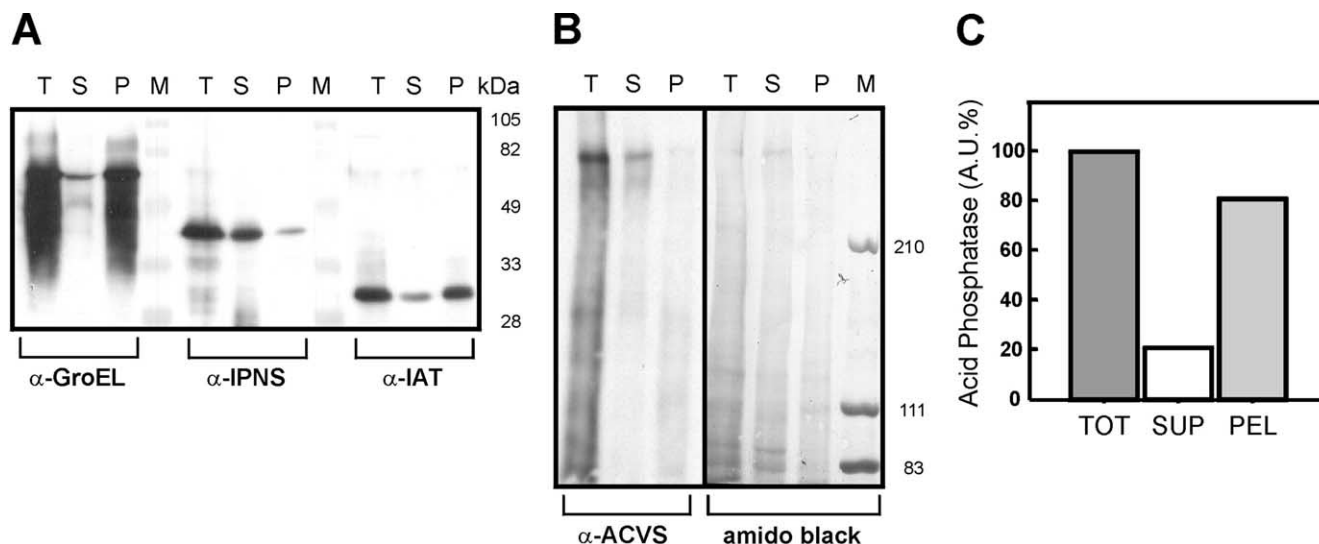 A
T S P M T S P M T S P kDa
105
82
49
33
28
α-GroEL α-IPNS α-IAT
B
T S P T S P M
210
111
83
α-ACVS amido black
C
Acid Phosphatase (A.U.%)
100
80
60
40
20
0
TOT SUP PEL